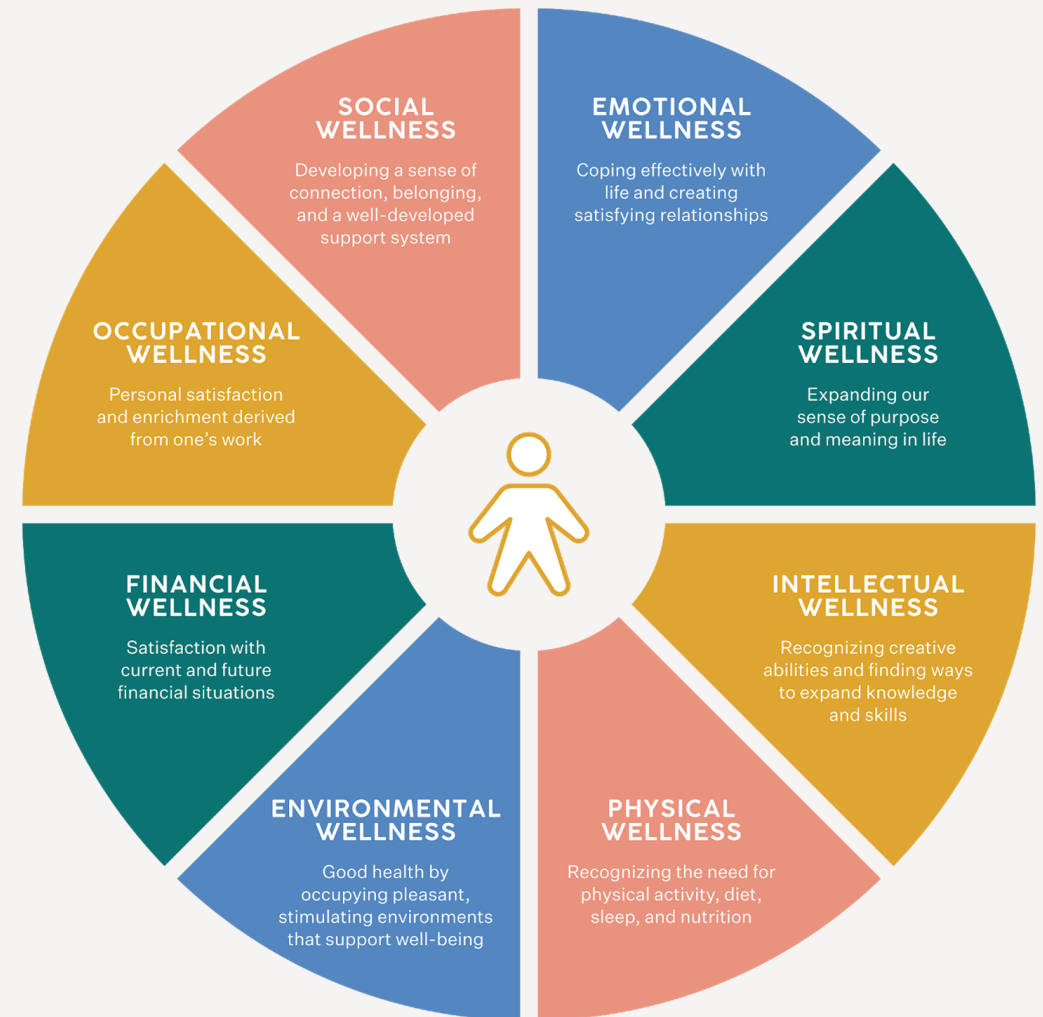 SOCIAL
WELLNESS
Developing a sense of
connection, belonging,
and a well-developed
support system
EMOTIONAL
WELLNESS
Coping effectively with
life and creating
satisfying relationships
OCCUPATIONAL
WELLNESS
Personal satisfaction
and enrichment derived
from one's work
SPIRITUAL
WELLNESS
Expanding our
sense of purpose
and meaning in life
FINANCIAL
WELLNESS
Satisfaction with
current and future
financial situations
INTELLECTUAL
WELLNESS
Recognizing creative
abilities and finding ways
to expand knowledge
and skills
ENVIRONMENTAL
WELLNESS
Good health by
occupying pleasant,
stimulating environments
that support well-being
PHYSICAL
WELLNESS
Recognizing the need for
physical activity, diet,
sleep, and nutrition